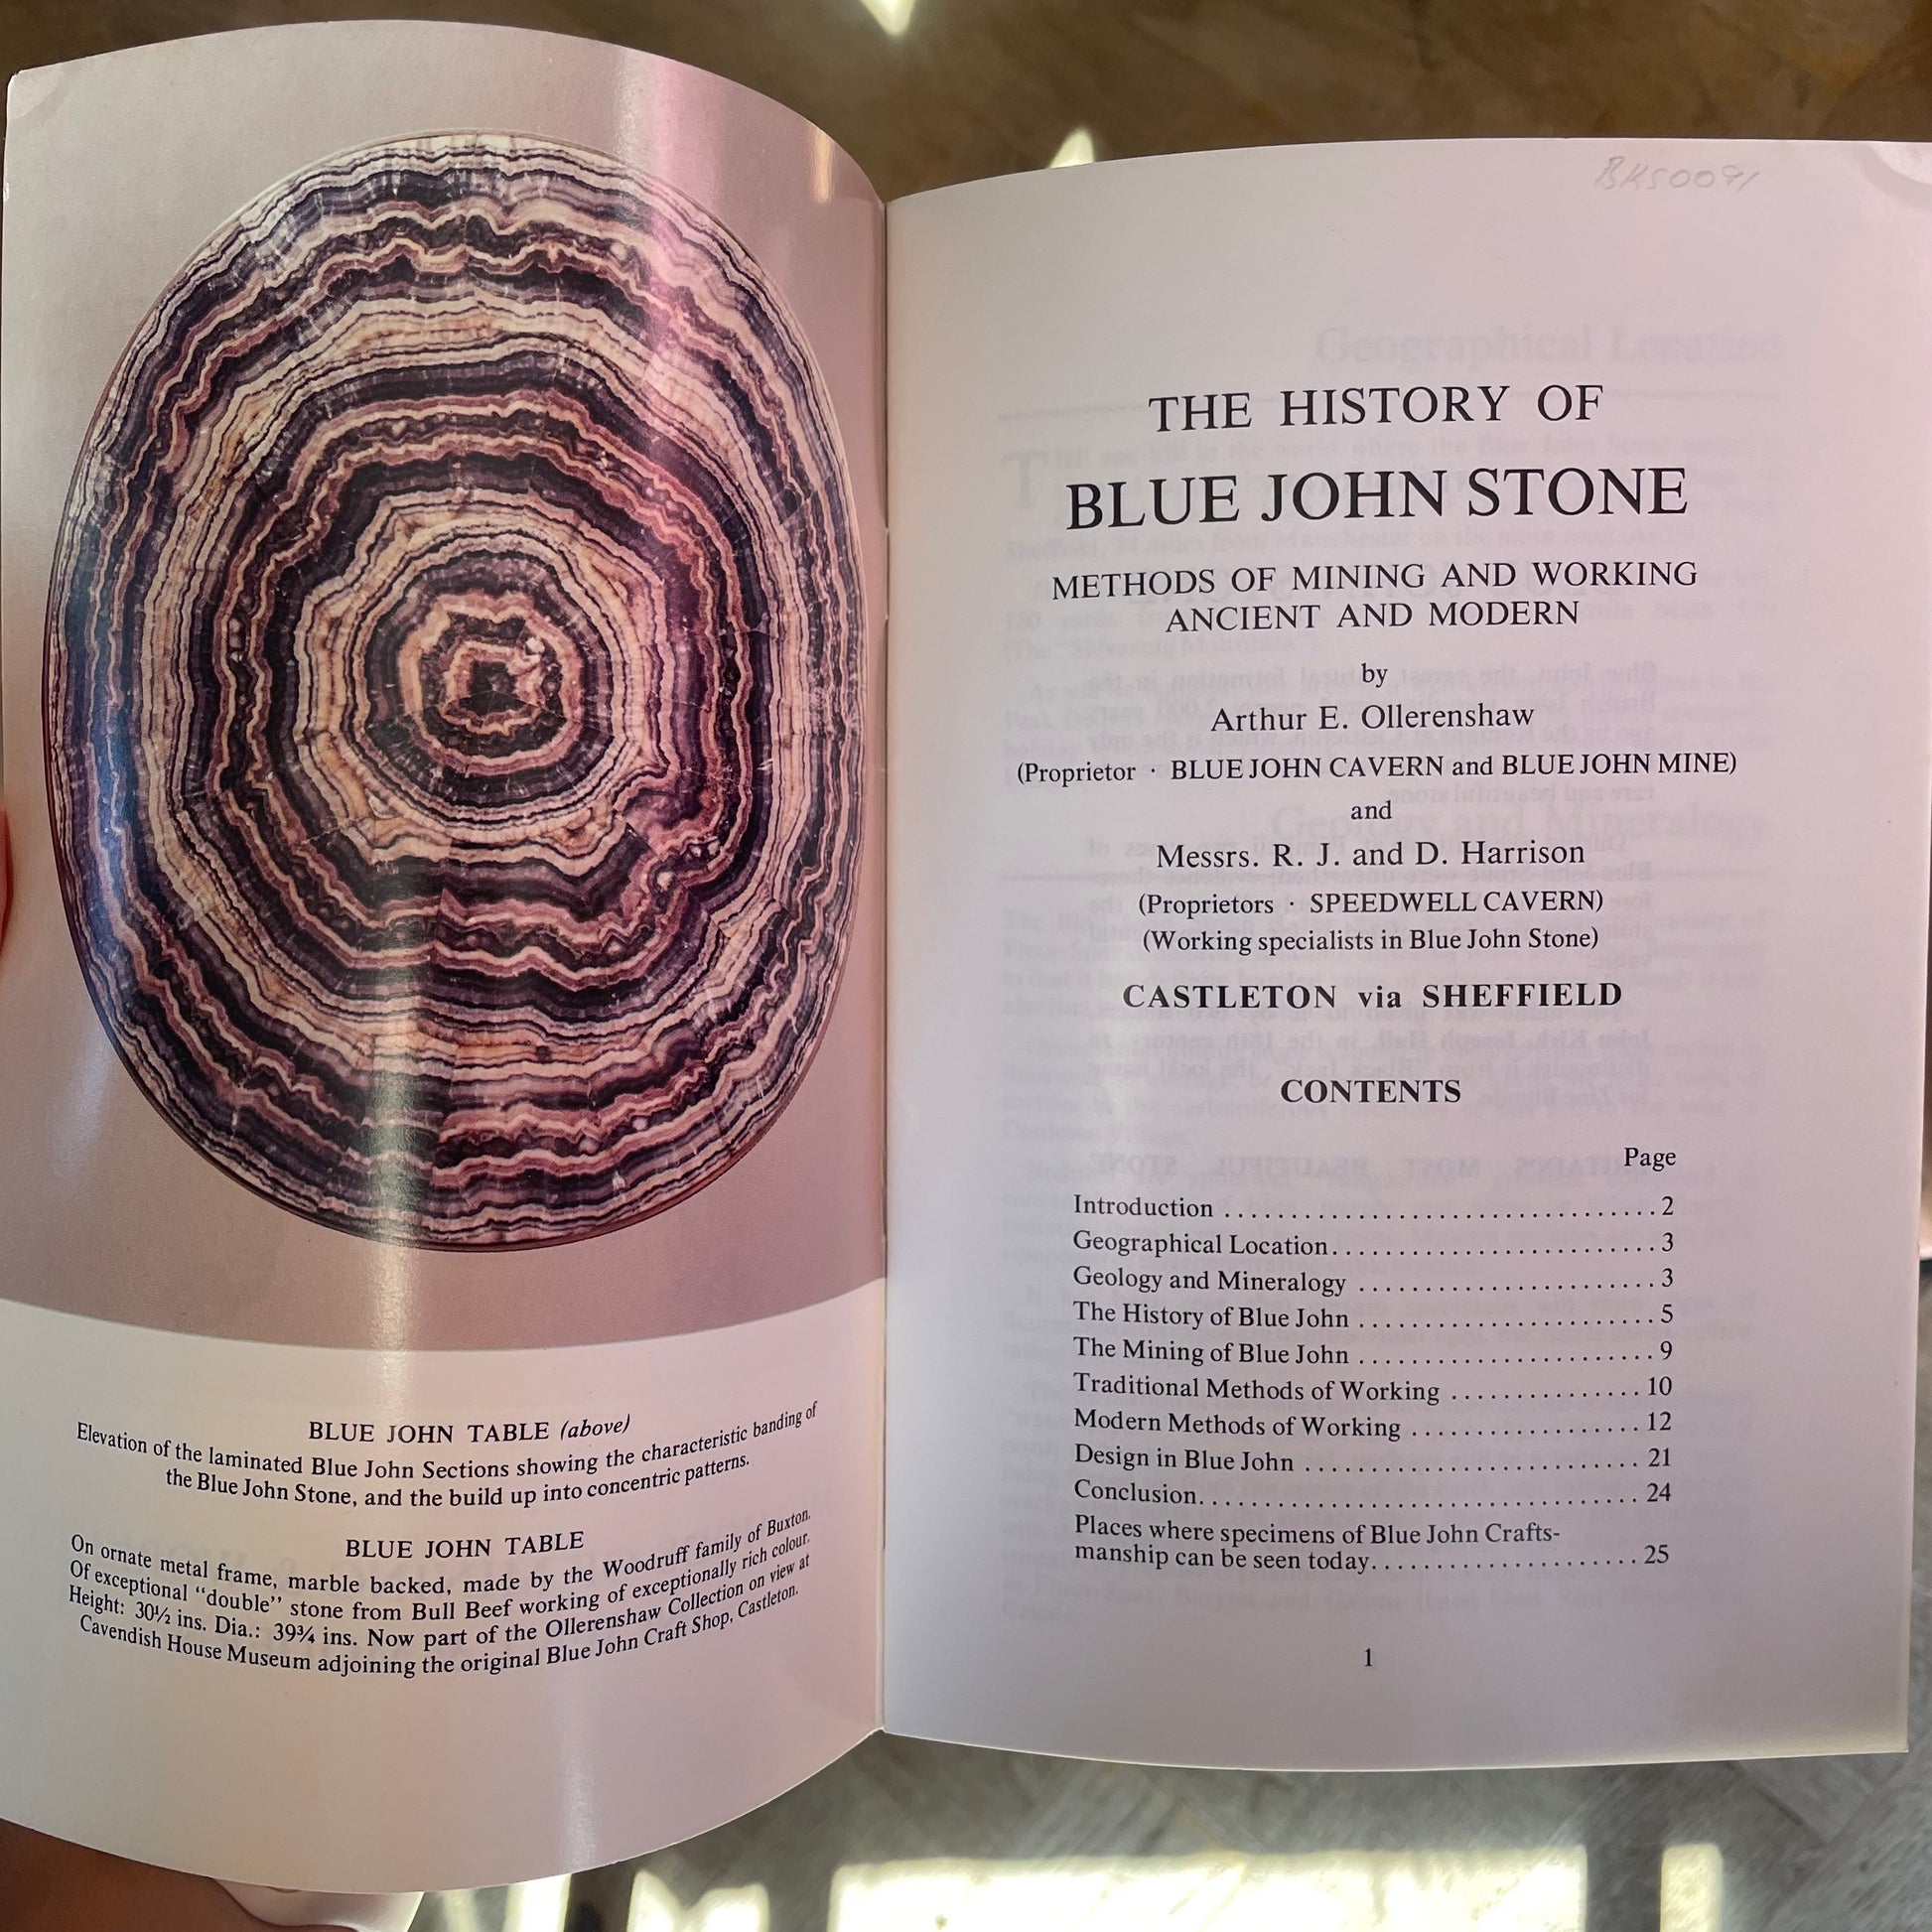 BLUE JOHN TABLE (above)
Elevation of the laminated Blue John Sections showing the characteristic banding of
the Blue John Stone, and the build up into concentric patterns.
BLUE JOHN TABLE
On ornate metal frame, marble backed, made by the Woodruff family of Buxton.
Of exceptional “double” stone from Bull Beef working of exceptionally rich colour.
Height: 30½ ins. Dia.: 39¾ ins. Now part of the Ollerenshaw Collection on view at
Cavendish House Museum adjoining the original Blue John Craft Shop, Castleton.
BKS0091
THE HISTORY OF
BLUE JOHN STONE
METHODS OF MINING AND WORKING
ANCIENT AND MODERN
by
Arthur E. Ollerenshaw
(Proprietor · BLUE JOHN CAVERN and BLUE JOHN MINE)
and
Messrs. R. J. and D. Harrison
(Proprietors · SPEEDWELL CAVERN)
(Working specialists in Blue John Stone)
CASTLETON via SHEFFIELD
CONTENTS
Page
Introduction ................................. 2
Geographical Location........................ 3
Geology and Mineralogy ...................... 3
The History of Blue John ...................... 5
The Mining of Blue John ...................... 9
Traditional Methods of Working ............... 10
Modern Methods of Working .................. 12
Design in Blue John .......................... 21
Conclusion.................................. 24
Places where specimens of Blue John Crafts-
manship can be seen today..................... 25
1